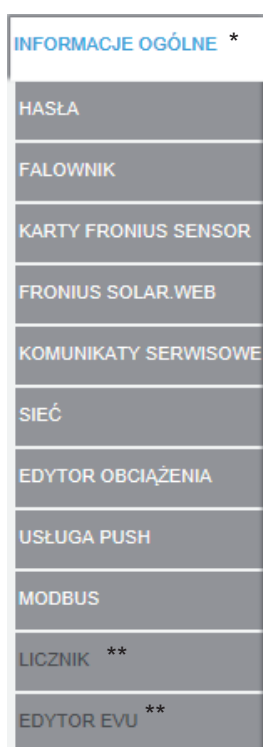 INFORMACJE OGÓLNE *
HASŁA
FALOWNIK
KARTY FRONIUS SENSOR
FRONIUS SOLAR.WEB
KOMUNIKATY SERWISOWE
SIEĆ
EDYTOR OBCIĄŻENIA
USŁUGA PUSH
MODBUS
LICZNIK **
EDYTOR EVU **